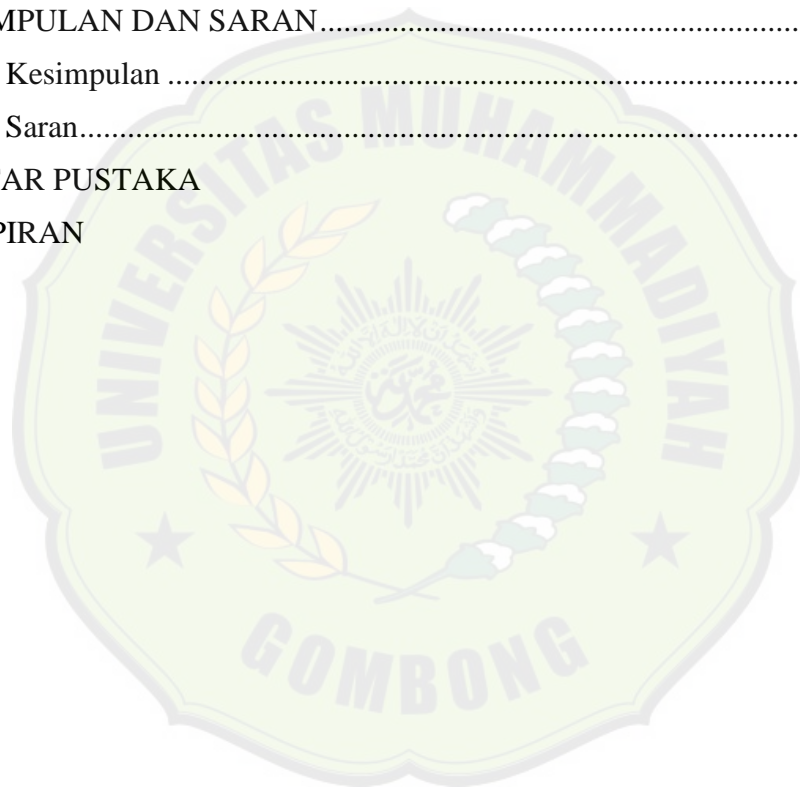 MPULAN DAN SARAN
Kesimpulan
Saran
AR PUSTAKA
PIRAN
UNIVERSITAS MUHAMMADIYAH
GOMBONG